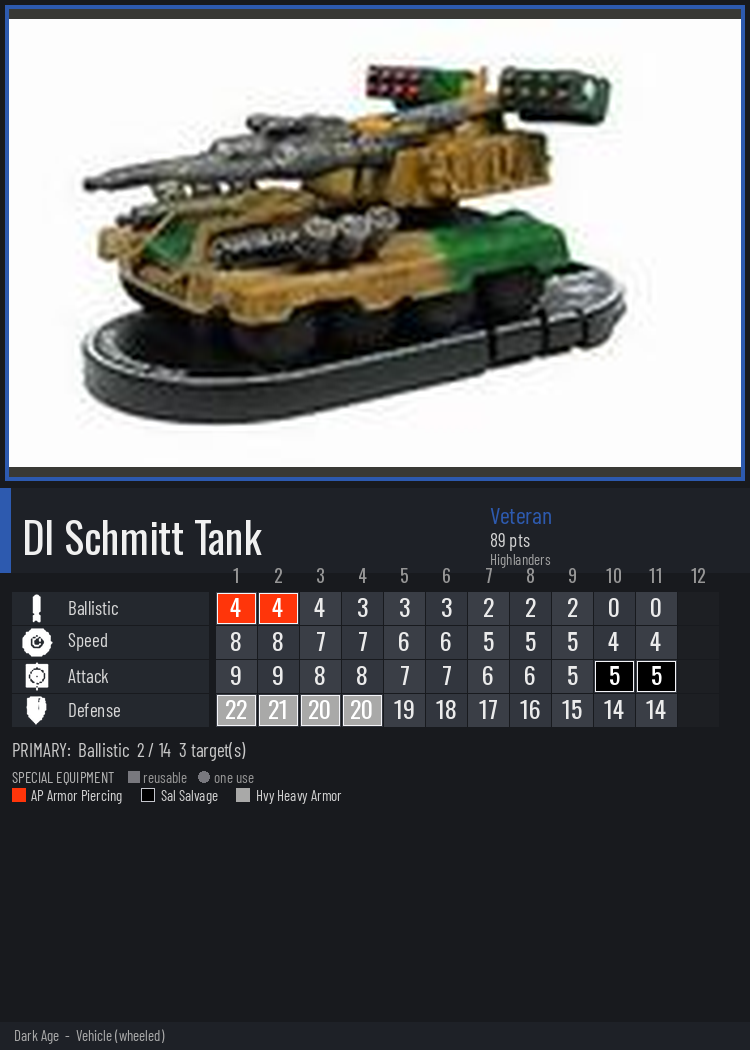 DI Schmitt Tank
Veteran
89 pts
Highlanders
1 2 3 4 5 6 7 8 9 10 11 12
Ballistic 4 4 4 3 3 3 2 2 2 0 0
Speed 8 8 7 7 6 6 5 5 5 4 4
Attack 9 9 8 8 7 7 6 6 5 5 5
Defense 22 21 20 20 19 18 17 16 15 14 14
PRIMARY: Ballistic 2 / 14 3 target(s)
SPECIAL EQUIPMENT reusable one use
AP Armor Piercing Sal Salvage Hvy Heavy Armor
Dark Age - Vehicle (wheeled)